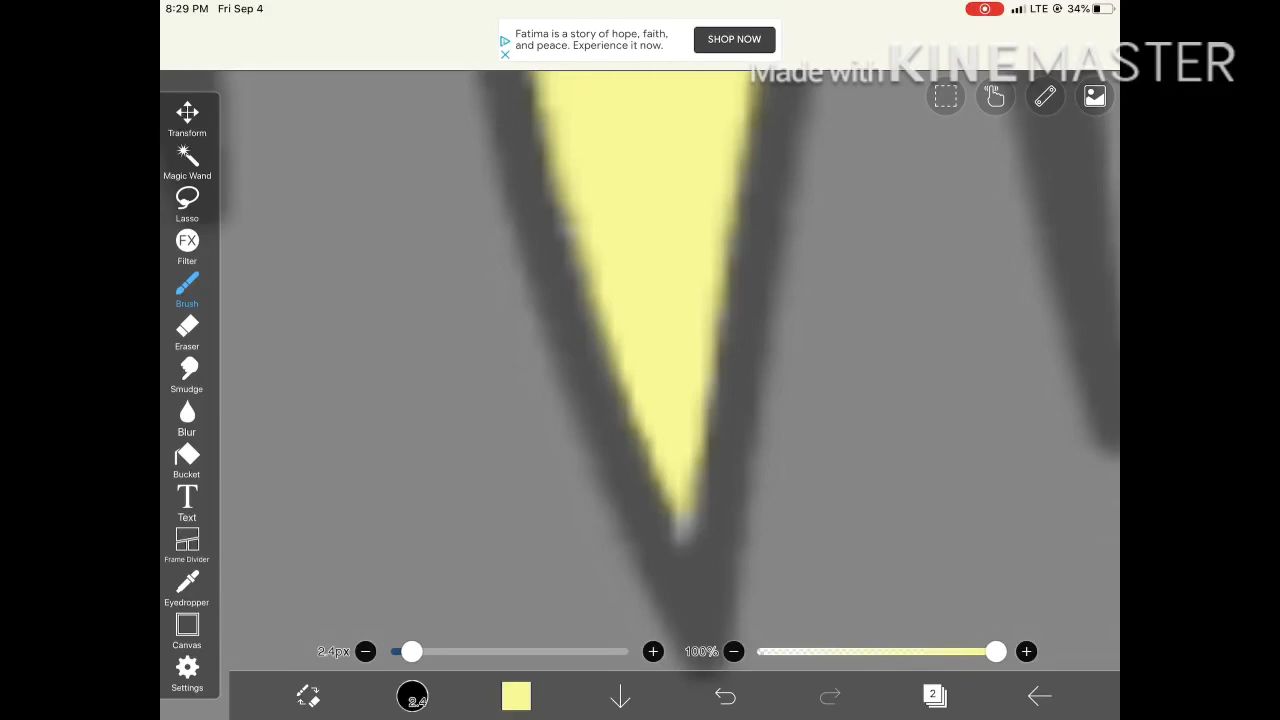 8:29 PM Fri Sep 4
LTE 34%
Fatima is a story of hope, faith,
and peace. Experience it now.
SHOP NOW
Made with KINEMASTER
Transform
Magic Wand
Lasso
FX
Filter
Brush
Eraser
Smudge
Blur
Bucket
T
Text
Frame Divider
Eyedropper
Canvas
Settings
2.4px
100%
2.4
2